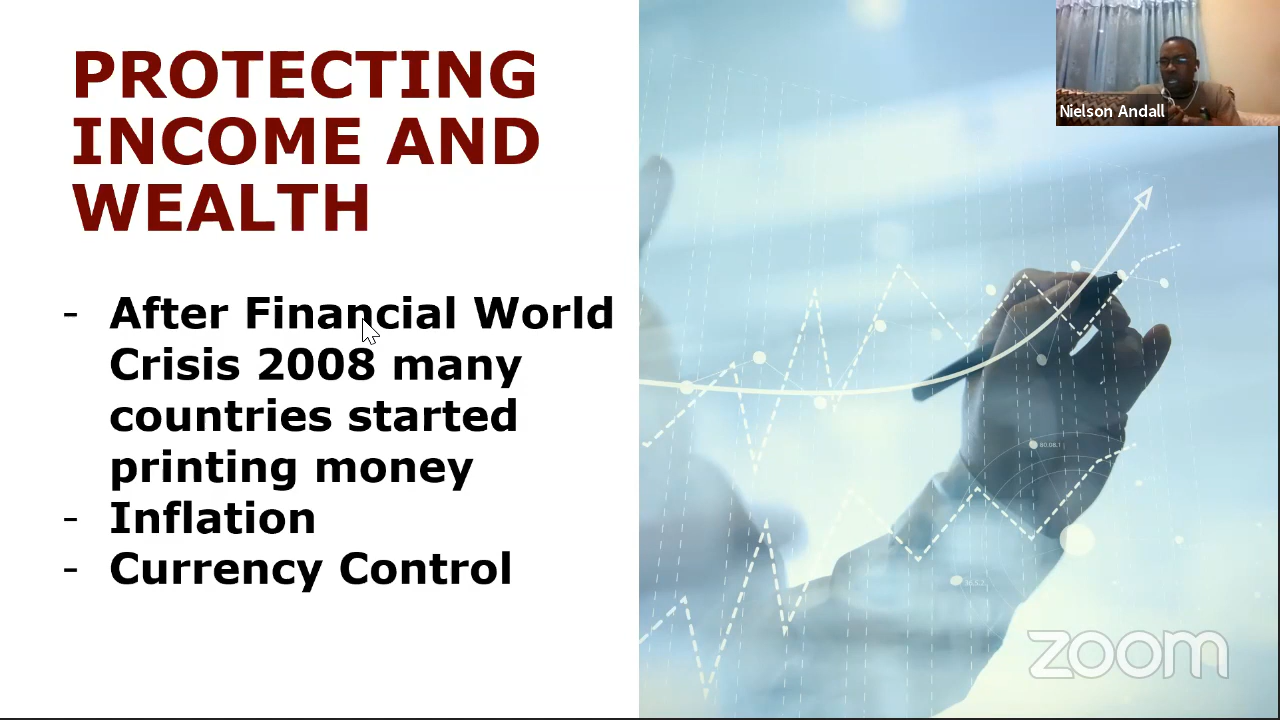 PROTECTING
INCOME AND
WEALTH
- After Financial World
Crisis 2008 many
countries started
printing money
- Inflation
- Currency Control
Nielson Andall
zoom